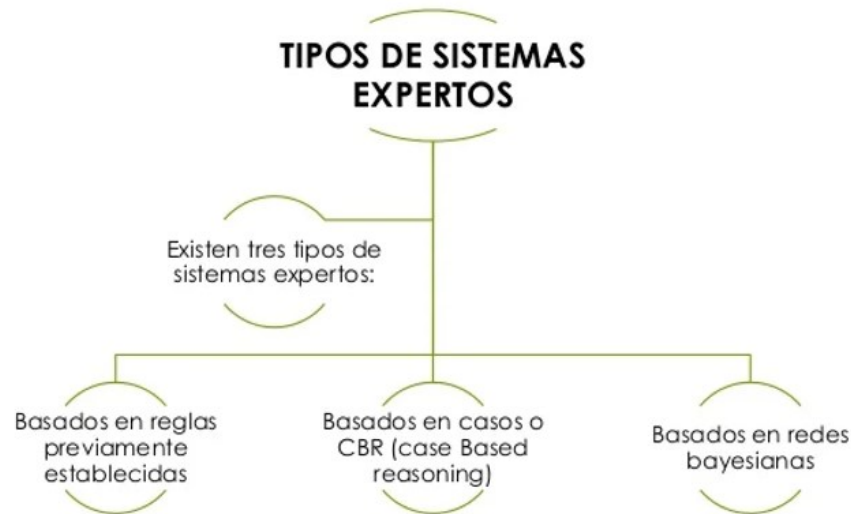 TIPOS DE SISTEMAS
EXPERTOS
Existen tres tipos de
sistemas expertos:
Basados en reglas
previamente
establecidas
Basados en casos o
CBR (case Based
reasoning)
Basados en redes
bayesianas